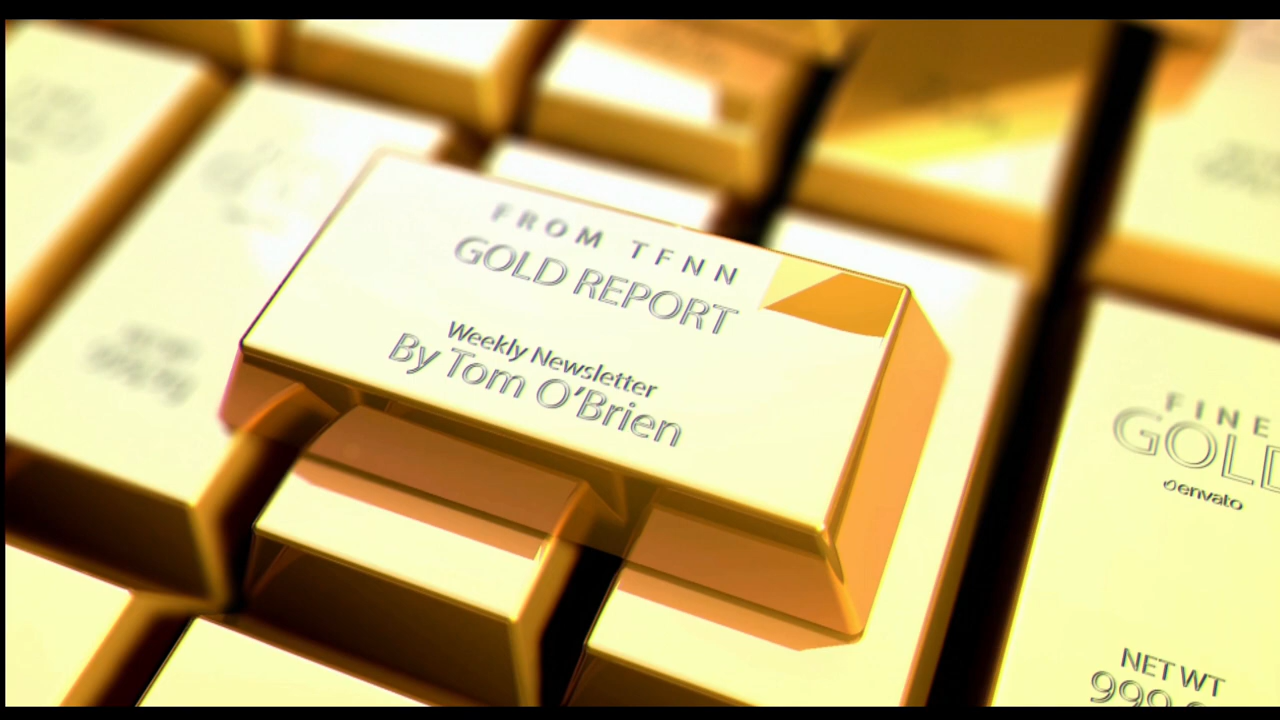 FROM TFNN
GOLD REPORT
Weekly Newsletter
By Tom O'Brien
FINE
GOLD
envato
NET WT